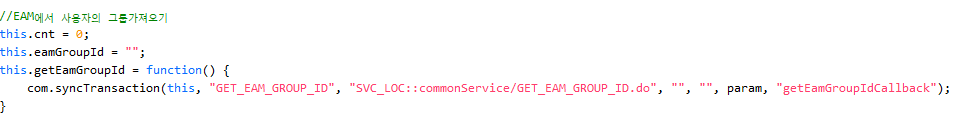 //EAM에서 사용자의 그룹가져오기
this.cnt = 0;
this.eamGroupId = "";
this.getEamGroupId = function() {
com.syncTransaction(this, "GET_EAM_GROUP_ID", "SVC_LOC::commonService/GET_EAM_GROUP_ID.do", "", "", param, "getEamGroupIdCallback");
}